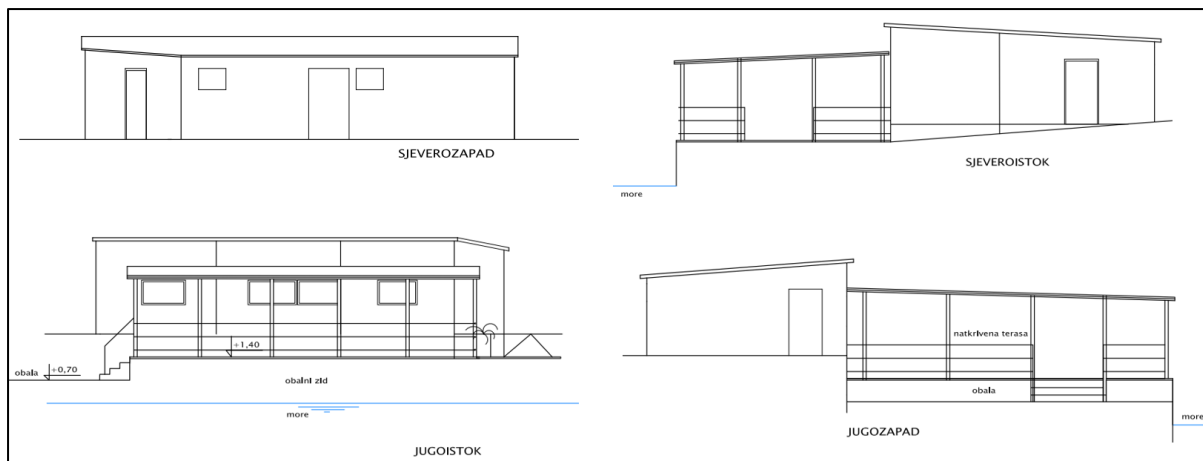 SJEVEROZAPAD
SJEVEROISTOK
more
+1,40
obala
+0,70
obalni zid
more
JUGOISTOK
natkrivena terasa
obala
more
JUGOZAPAD